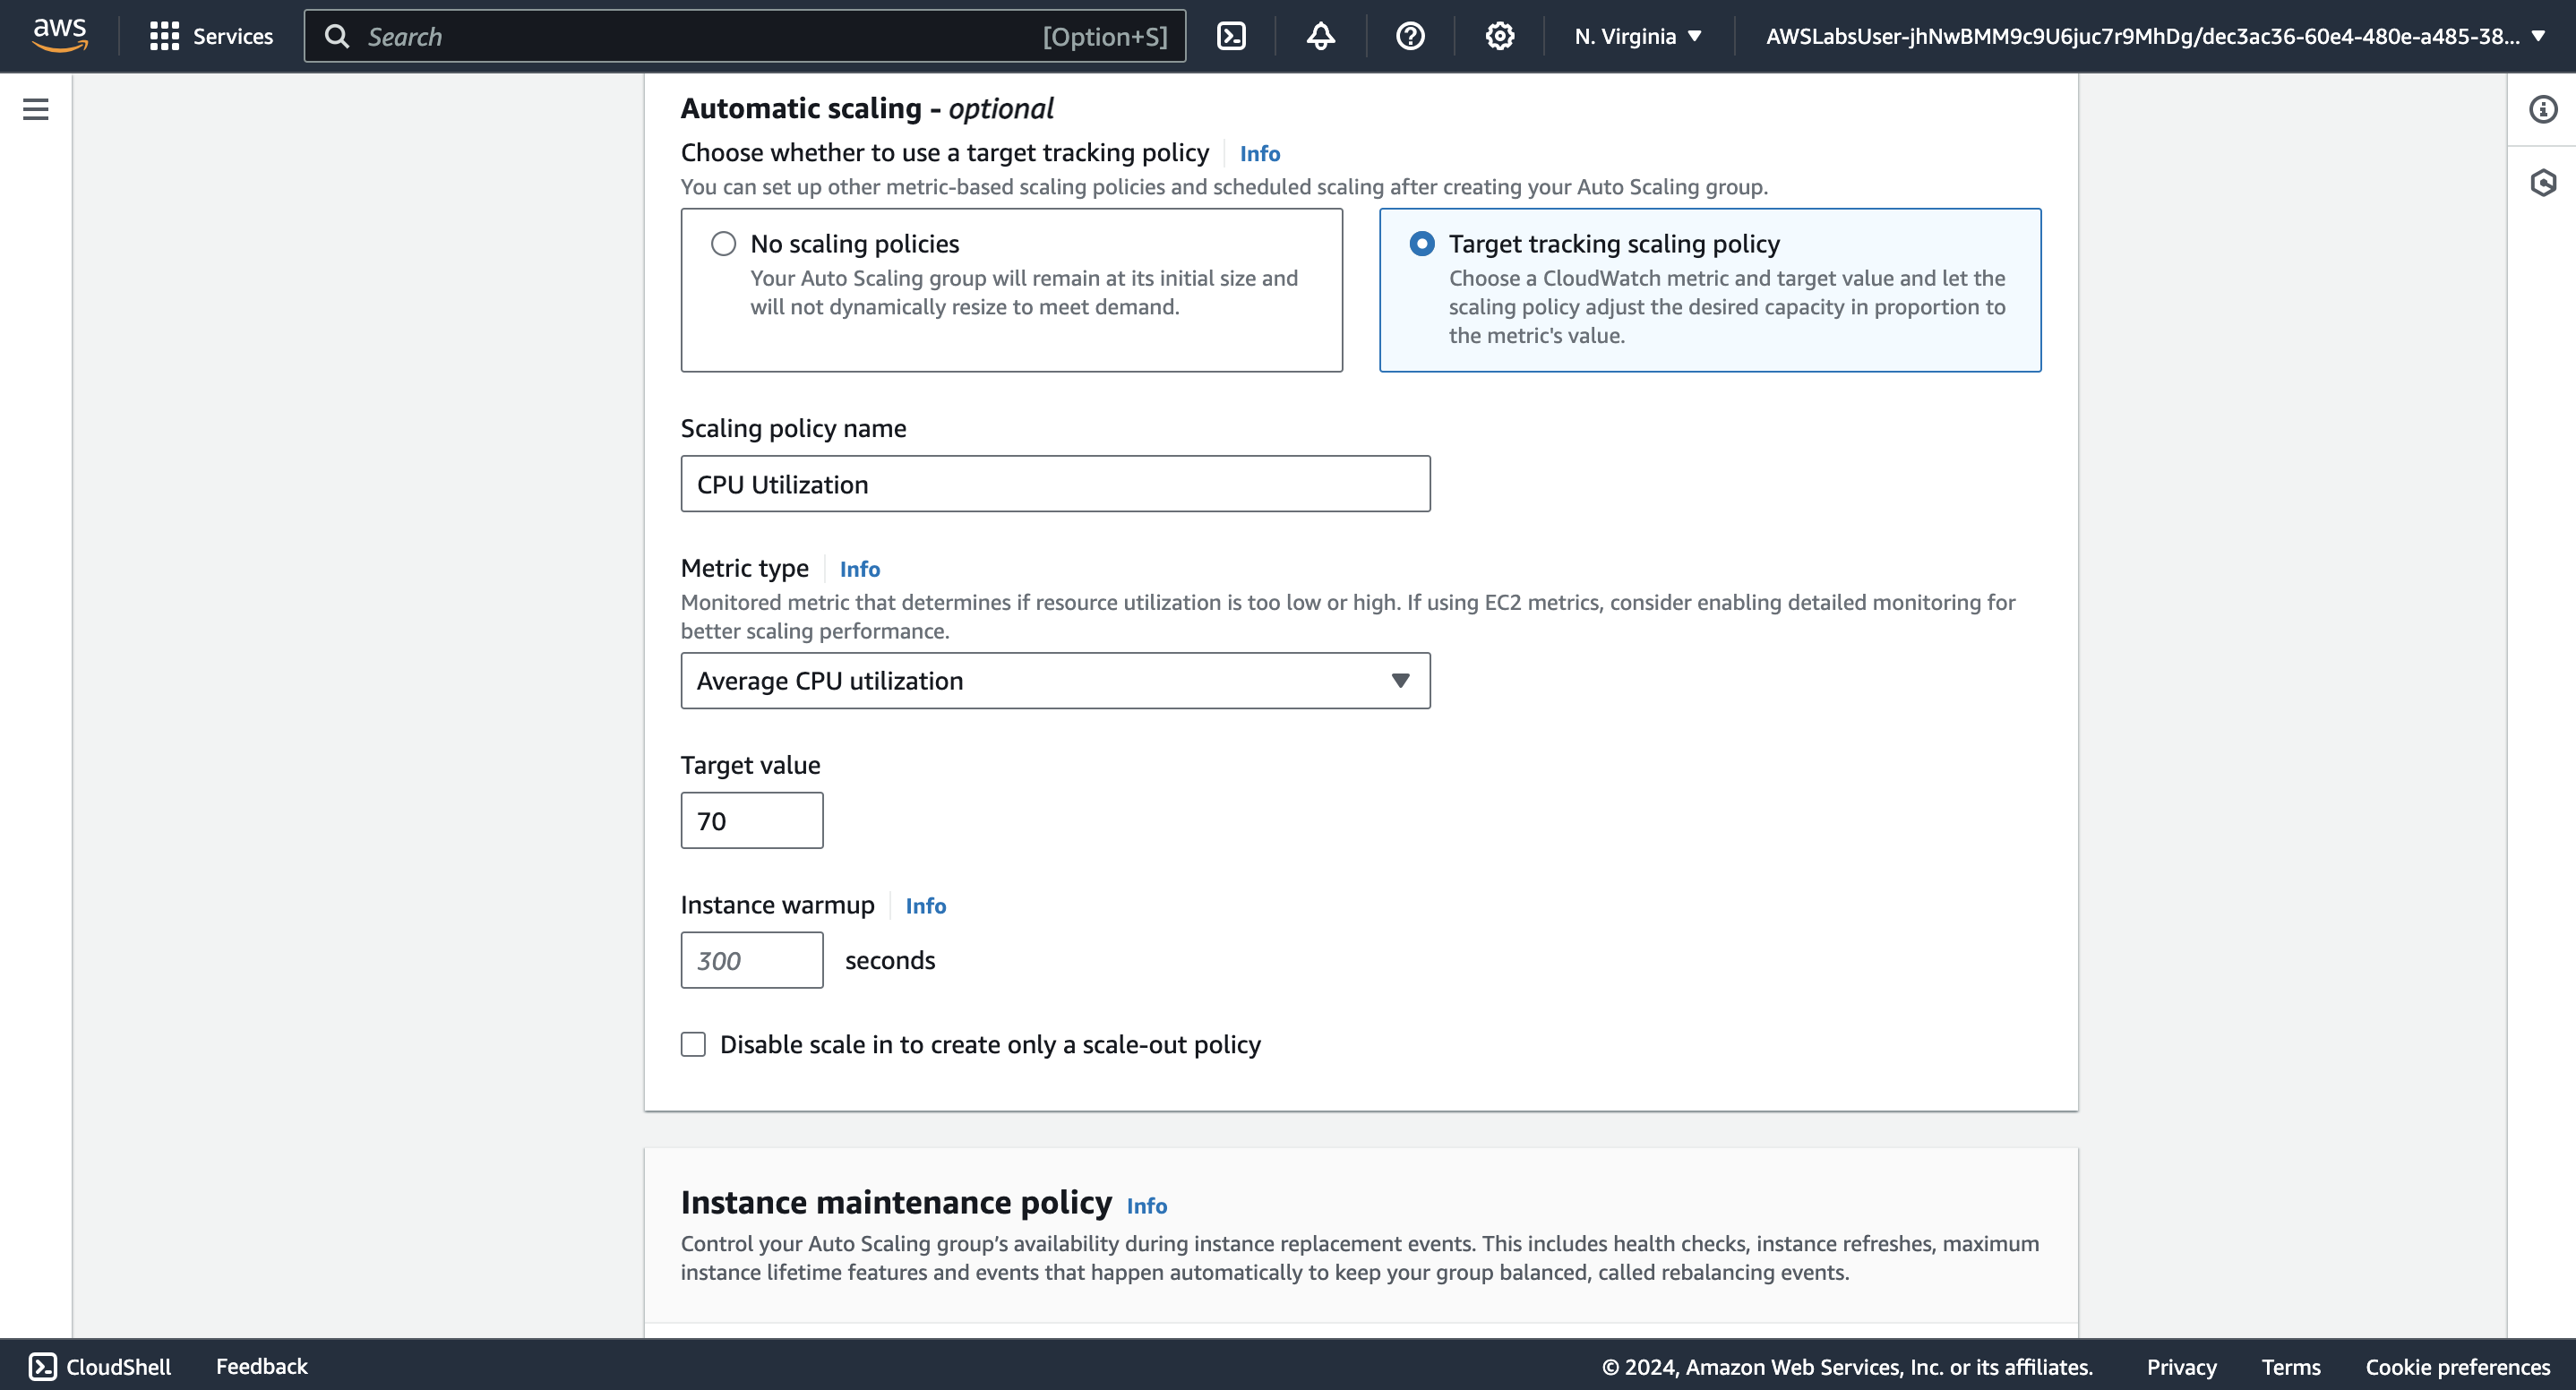 aws
Services
Search
[Option+S]
N. Virginia
AWSLabsUser-jhNwBMM9c9U6juc7r9MhDg/dec3ac36-60e4-480e-a485-38...
Automatic scaling - optional
Choose whether to use a target tracking policy
Info
You can set up other metric-based scaling policies and scheduled scaling after creating your Auto Scaling group.
No scaling policies
Your Auto Scaling group will remain at its initial size and
will not dynamically resize to meet demand.
Target tracking scaling policy
Choose a CloudWatch metric and target value and let the
scaling policy adjust the desired capacity in proportion to
the metric's value.
Scaling policy name
CPU Utilization
Metric type
Info
Monitored metric that determines if resource utilization is too low or high. If using EC2 metrics, consider enabling detailed monitoring for
better scaling performance.
Average CPU utilization
Target value
70
Instance warmup
Info
300
seconds
Disable scale in to create only a scale-out policy
Instance maintenance policy
Info
Control your Auto Scaling group’s availability during instance replacement events. This includes health checks, instance refreshes, maximum
instance lifetime features and events that happen automatically to keep your group balanced, called rebalancing events.
CloudShell
Feedback
© 2024, Amazon Web Services, Inc. or its affiliates.
Privacy
Terms
Cookie preferences